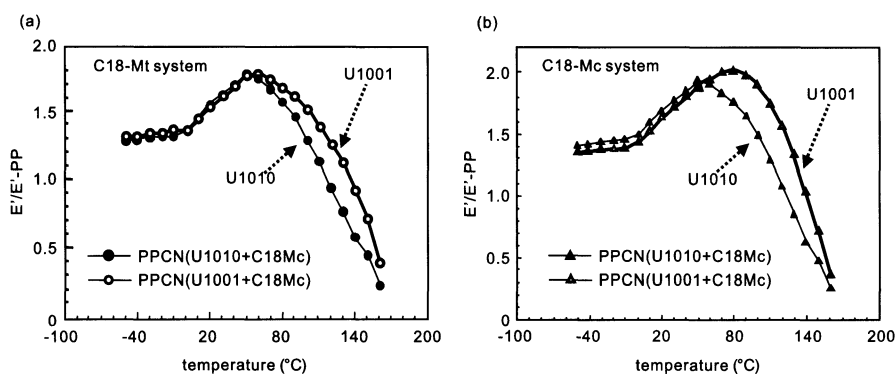 (a)
2.0
1.5
1.0
0.5
0
E'/E'-PP
C18-Mt system
U1001
U1010
PPCN(U1010+C18Mc)
PPCN(U1001+C18Mc)
-100 -40 20 80 140 200
temperature (°C)
(b)
2.0
1.5
1.0
0.5
0
E'/E'-PP
C18-Mc system
U1001
U1010
PPCN(U1010+C18Mc)
PPCN(U1001+C18Mc)
-100 -40 20 80 140 200
temperature (°C)